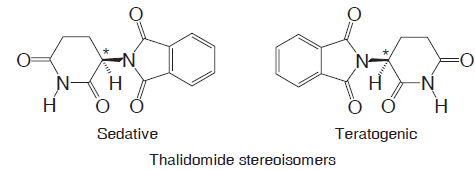 O O
O * N * N O
N H O O O H O N
H H
Sedative Teratogenic
Thalidomide stereoisomers